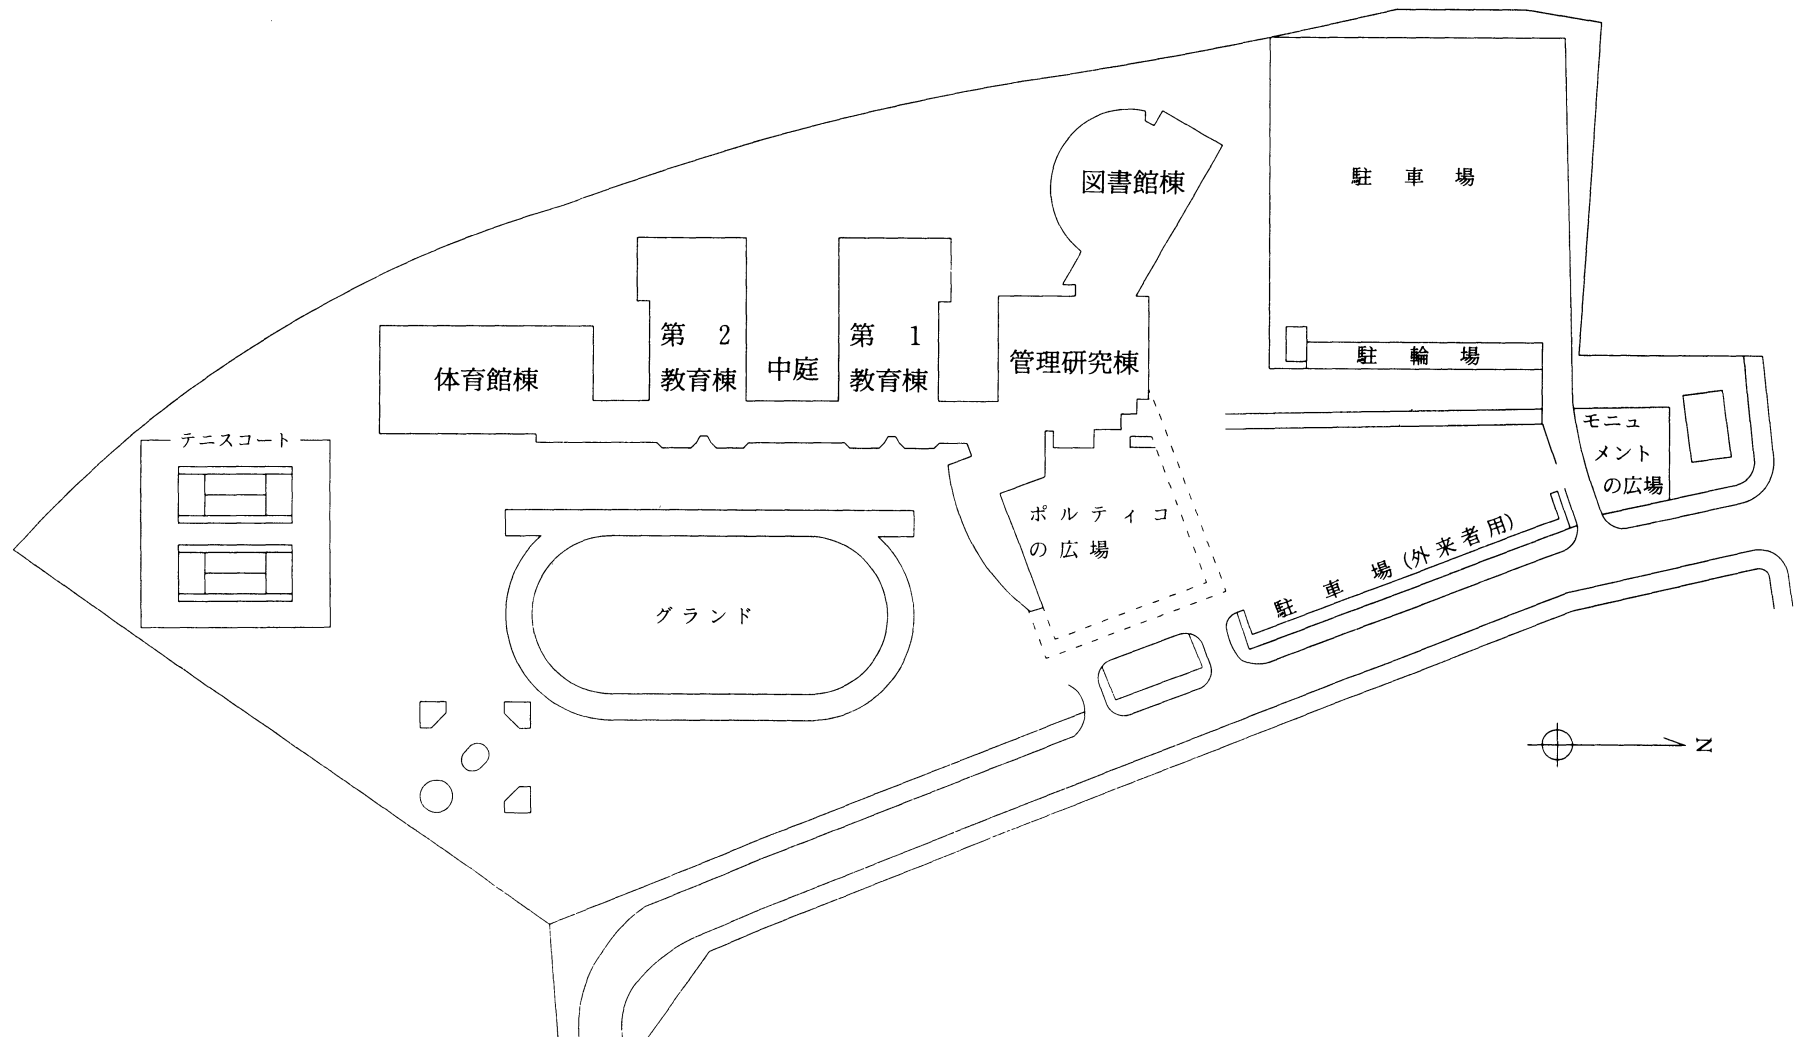 図書館棟
駐車場
第2
教育棟
中庭
第1
教育棟
管理研究棟
駐輪場
体育館棟
モニュ
メント
の広場
テニスコート
ポルティコ
の広場
駐車場(外来者用)
グランド
N